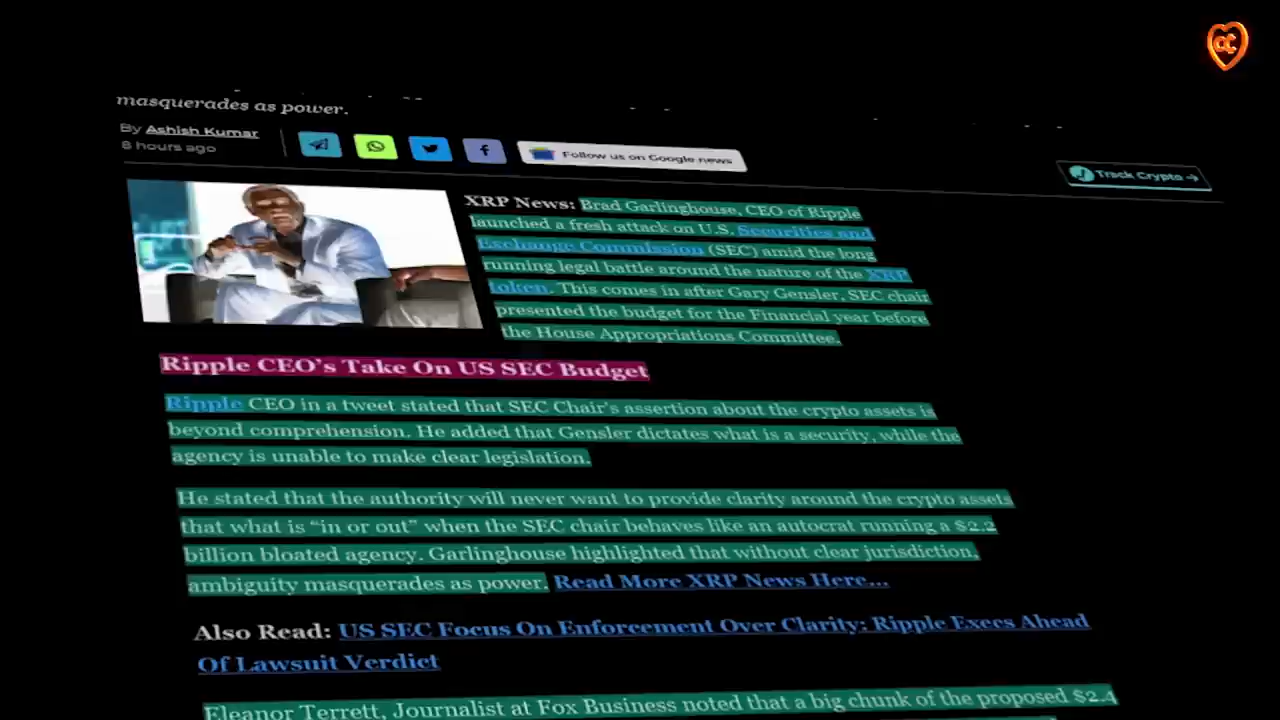 masquerades as power.
By Ashish Kumar
8 hours ago
Follow us on Google news
Track Crypto →
XRP News: Brad Garlinghouse, CEO of Ripple
launched a fresh attack on U.S. Securities and
Exchange Commission (SEC) amid the long
running legal battle around the nature of the XRP
token. This comes in after Gary Gensler, SEC chair
presented the budget for the Financial year before
the House Appropriations Committee.
Ripple CEO's Take On US SEC Budget
Ripple CEO in a tweet stated that SEC Chair's assertion about the crypto assets is
beyond comprehension. He added that Gensler dictates what is a security, while the
agency is unable to make clear legislation.
He stated that the authority will never want to provide clarity around the crypto assets
that what is “in or out” when the SEC chair behaves like an autocrat running a $2.2
billion bloated agency. Garlinghouse highlighted that without clear jurisdiction,
ambiguity masquerades as power. Read More XRP News Here...
Also Read: US SEC Focus On Enforcement Over Clarity: Ripple Execs Ahead
Of Lawsuit Verdict
Eleanor Terrett, Journalist at Fox Business noted that a big chunk of the proposed $2.4